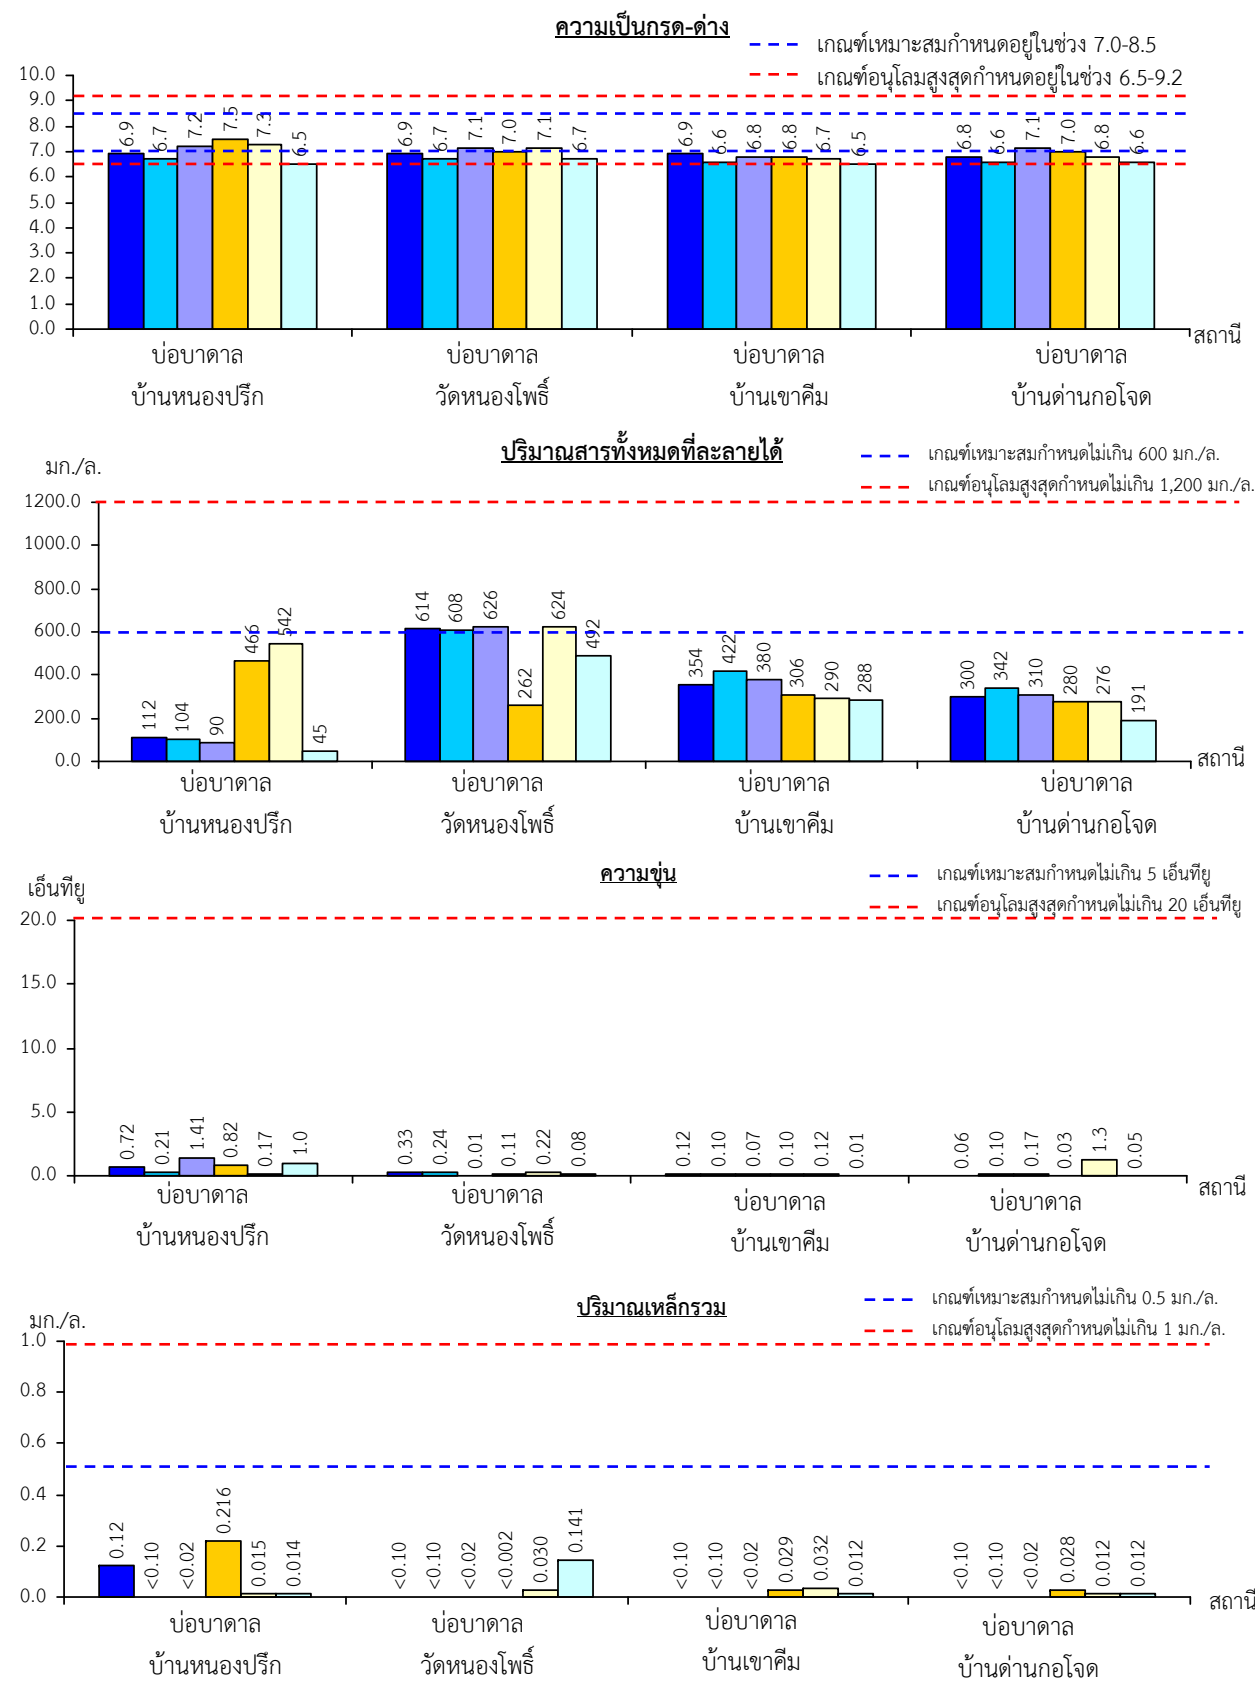 ความเป็นกรด-ด่าง
เกณฑ์เหมาะสมกำหนดอยู่ในช่วง 7.0-8.5
เกณฑ์อนุโลมสูงสุดกำหนดอยู่ในช่วง 6.5-9.2
10.0
9.0
8.0
7.0
6.0
5.0
4.0
3.0
2.0
1.0
0.0
6.9 6.7 7.2 7.5 7.3 6.5 6.9 6.7 7.1 7.0 7.1 6.7 6.9 6.6 6.8 6.8 6.7 6.5 6.8 6.6 7.1 7.0 6.8 6.6
สถานี
บ่อบาดาล บ่อบาดาล บ่อบาดาล บ่อบาดาล
บ้านหนองปรึก วัดหนองโพธิ์ บ้านเขาคีม บ้านด่านกอโจด
ปริมาณสารทั้งหมดที่ละลายได้
มก./ล.
เกณฑ์เหมาะสมกำหนดไม่เกิน 600 มก./ล.
เกณฑ์อนุโลมสูงสุดกำหนดไม่เกิน 1,200 มก./ล.
1200.0
1000.0
800.0
600.0
400.0
200.0
0.0
112 104 90 466 542 45 614 608 626 262 624 492 354 422 380 306 290 288 300 342 310 280 276 191
สถานี
บ่อบาดาล บ่อบาดาล บ่อบาดาล บ่อบาดาล
บ้านหนองปรึก วัดหนองโพธิ์ บ้านเขาคีม บ้านด่านกอโจด
ความขุ่น
เอ็นทียู
เกณฑ์เหมาะสมกำหนดไม่เกิน 5 เอ็นทียู
เกณฑ์อนุโลมสูงสุดกำหนดไม่เกิน 20 เอ็นทียู
20.0
15.0
10.0
5.0
0.0
0.72 0.21 1.41 0.82 0.17 1.0 0.33 0.24 0.01 0.11 0.22 0.08 0.12 0.10 0.07 0.10 0.12 0.01 0.06 0.10 0.17 0.03 1.3 0.05
สถานี
บ่อบาดาล บ่อบาดาล บ่อบาดาล บ่อบาดาล
บ้านหนองปรึก วัดหนองโพธิ์ บ้านเขาคีม บ้านด่านกอโจด
ปริมาณเหล็กรวม
มก./ล.
เกณฑ์เหมาะสมกำหนดไม่เกิน 0.5 มก./ล.
เกณฑ์อนุโลมสูงสุดกำหนดไม่เกิน 1 มก./ล.
1.0
0.8
0.6
0.4
0.2
0.0
0.12 <0.10 <0.02 0.216 0.015 0.014 <0.10 <0.10 <0.02 <0.002 0.030 0.141 <0.10 <0.10 <0.02 0.029 0.032 0.012 <0.10 <0.10 <0.02 0.028 0.012 0.012
สถานี
บ่อบาดาล บ่อบาดาล บ่อบาดาล บ่อบาดาล
บ้านหนองปรึก วัดหนองโพธิ์ บ้านเขาคีม บ้านด่านกอโจด